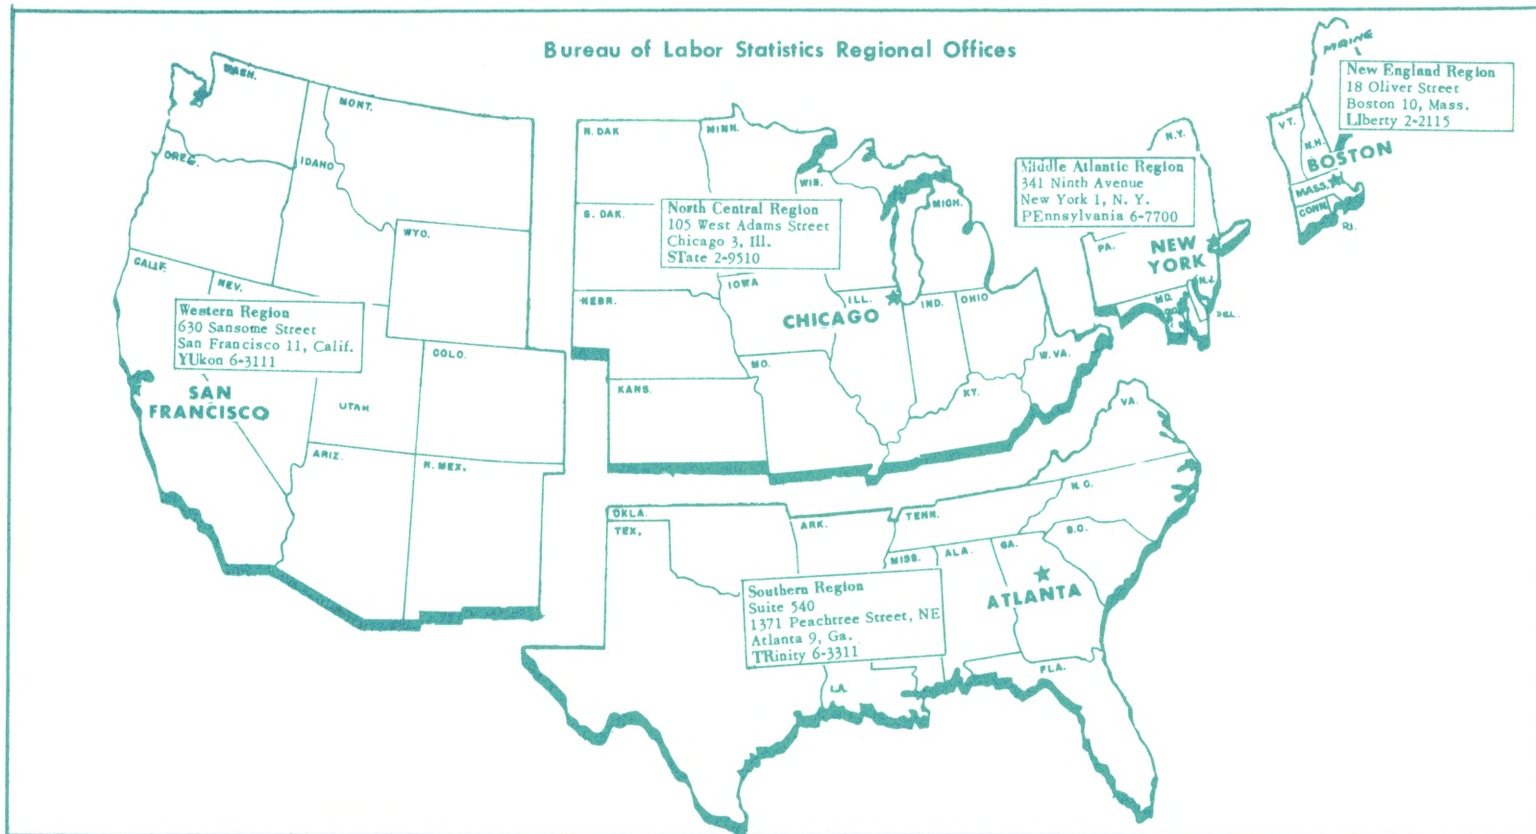 Bureau of Labor Statistics Regional Offices
MAINE
New England Region
18 Oliver Street
Boston 10, Mass.
LIberty 2-2115
VT.
N.H.
BOSTON
MASS.
CONN.
RI.
Middle Atlantic Region
341 Ninth Avenue
New York 1, N. Y.
PEnnsylvania 6-7700
N.Y.
PA.
NEW
YORK
N.J.
MD.
DEL.
North Central Region
105 West Adams Street
Chicago 3, Ill.
STate 2-9510
N. DAK
MINN.
WIS.
MICH.
S. DAK.
NEBR.
IOWA
ILL.
IND.
OHIO
CHICAGO
W. VA.
KANS.
MO.
KY.
WASH.
MONT.
OREG.
IDAHO
WYO.
CALIF.
NEV.
Western Region
630 Sansome Street
San Francisco 11, Calif.
YUkon 6-3111
SAN
FRANCISCO
UTAH
COLO.
ARIZ.
N. MEX.
VA.
N.C.
OKLA.
TEX.
ARK.
TENN.
S.C.
MISS.
ALA.
GA.
Southern Region
Suite 540
1371 Peachtree Street, NE
Atlanta 9, Ga.
TRinity 6-3311
ATLANTA
LA.
FLA.